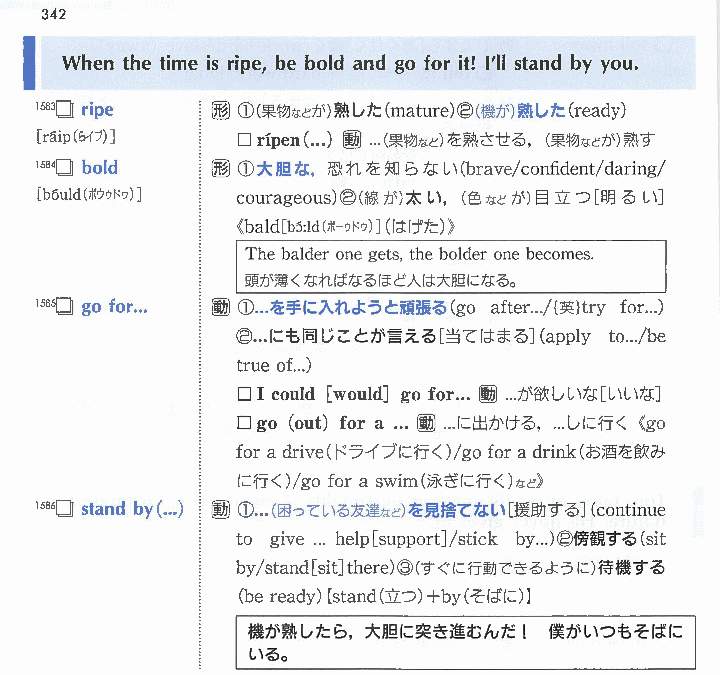 342
When the time is ripe, be bold and go for it! I'll stand by you.
1583□ ripe
[ráip(ライプ)]
形 ①(果物などが)熟した(mature)②(機が)熟した(ready)
□ rípen(...) 動 ...(果物など)を熟させる, (果物などが)熟す
1584□ bold
[bóuld(ボウゥドゥ)]
形 ①大胆な, 恐れを知らない(brave/confident/daring/
courageous)②(線が)太い, (色などが)目立つ[明るい]
《bald[bɔ́:ld(ボーゥドゥ)](はげた)》
The balder one gets, the bolder one becomes.
頭が薄くなればなるほど人は大胆になる。
1585□ go for...
動 ①...を手に入れようと頑張る(go after.../{英}try for...)
②...にも同じことが言える[当てはまる](apply to.../be
true of...)
□ I could [would] go for... 動 ...が欲しいな[いいな]
□ go (out) for a ... 動 ...に出かける, ...しに行く《go
for a drive(ドライブに行く)/go for a drink(お酒を飲み
に行く)/go for a swim(泳ぎに行く)など》
1586□ stand by(...)
動 ①...(困っている友達など)を見捨てない[援助する](continue
to give ... help[support]/stick by...)②傍観する(sit
by/stand[sit]there)③(すぐに行動できるように)待機する
(be ready)【stand(立つ)+by(そばに)】
機が熟したら, 大胆に突き進むんだ! 僕がいつもそばに
いる。